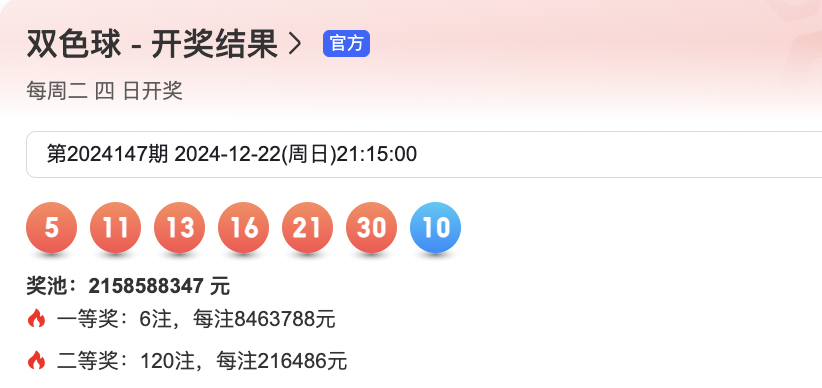 双色球 - 开奖结果
官方
每周二 四 日开奖
第2024147期 2024-12-22(周日)21:15:00
5 11 13 16 21 30 10
奖池：2158588347 元
一等奖：6注，每注8463788元
二等奖：120注，每注216486元